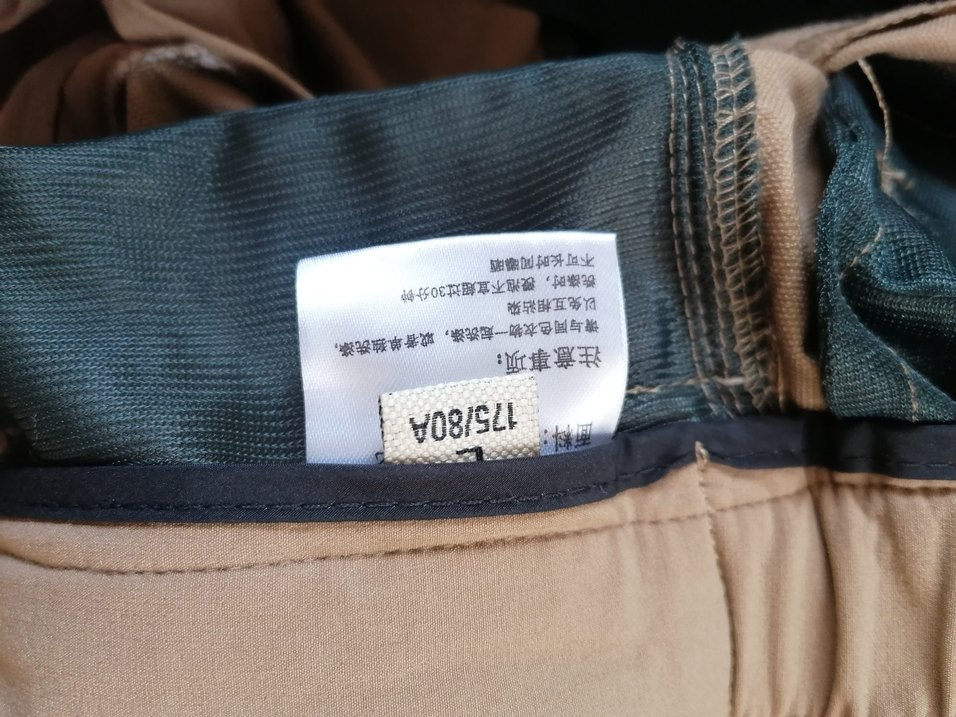 L
175/80A
面料:
注意事项:
请与同色衣物一起洗涤,或者单独洗涤,
以免互相沾染
洗涤时,浸泡不宜超过30分钟
不可长时间曝晒